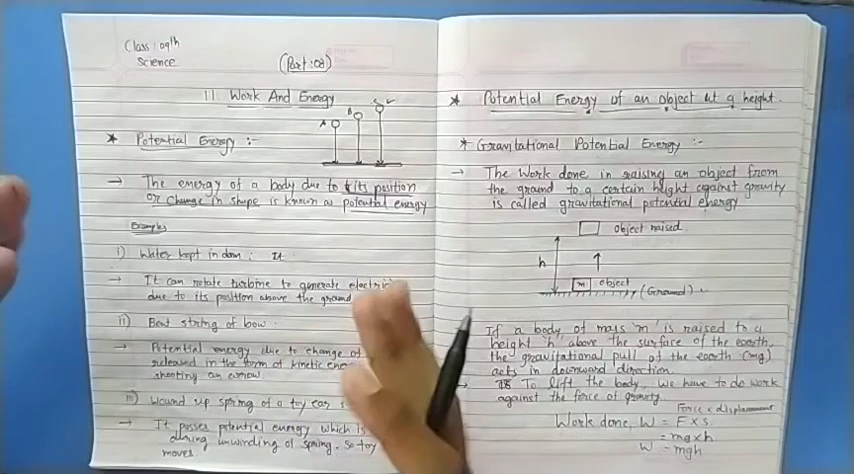 Class: 09th
Science
(Part:08)
11 Work And Energy
A
B
C
* Potential Energy :-
→ The energy of a body due to its position
or change in shape is known as potential energy
Examples
i) Water kept in dam : It
→ It can rotate turbine to generate
due to its position above the ground
ii) Bent string of bow
→ Potential energy due to change of
released in the form of kinetic
shooting an arrow.
iii) Wound up spring of a toy car
→ It posses potential energy which is
during unwinding of spring. So toy
moves.
* Potential Energy of an object at a height.
* Gravitational Potential Energy :-
→ The Work done in raising an object from
the ground to a certain height against gravity
is called gravitational potential energy
object raised
h
m object
(Ground)
If a body of mass 'm' is raised to a
height 'h' above the surface of the earth,
the gravitational pull of the earth (mg)
acts in downward direction.
→ To lift the body, we have to do work
against the force of gravity
Force x displacement
Work done, W = F x s
= mg x h
W = mgh